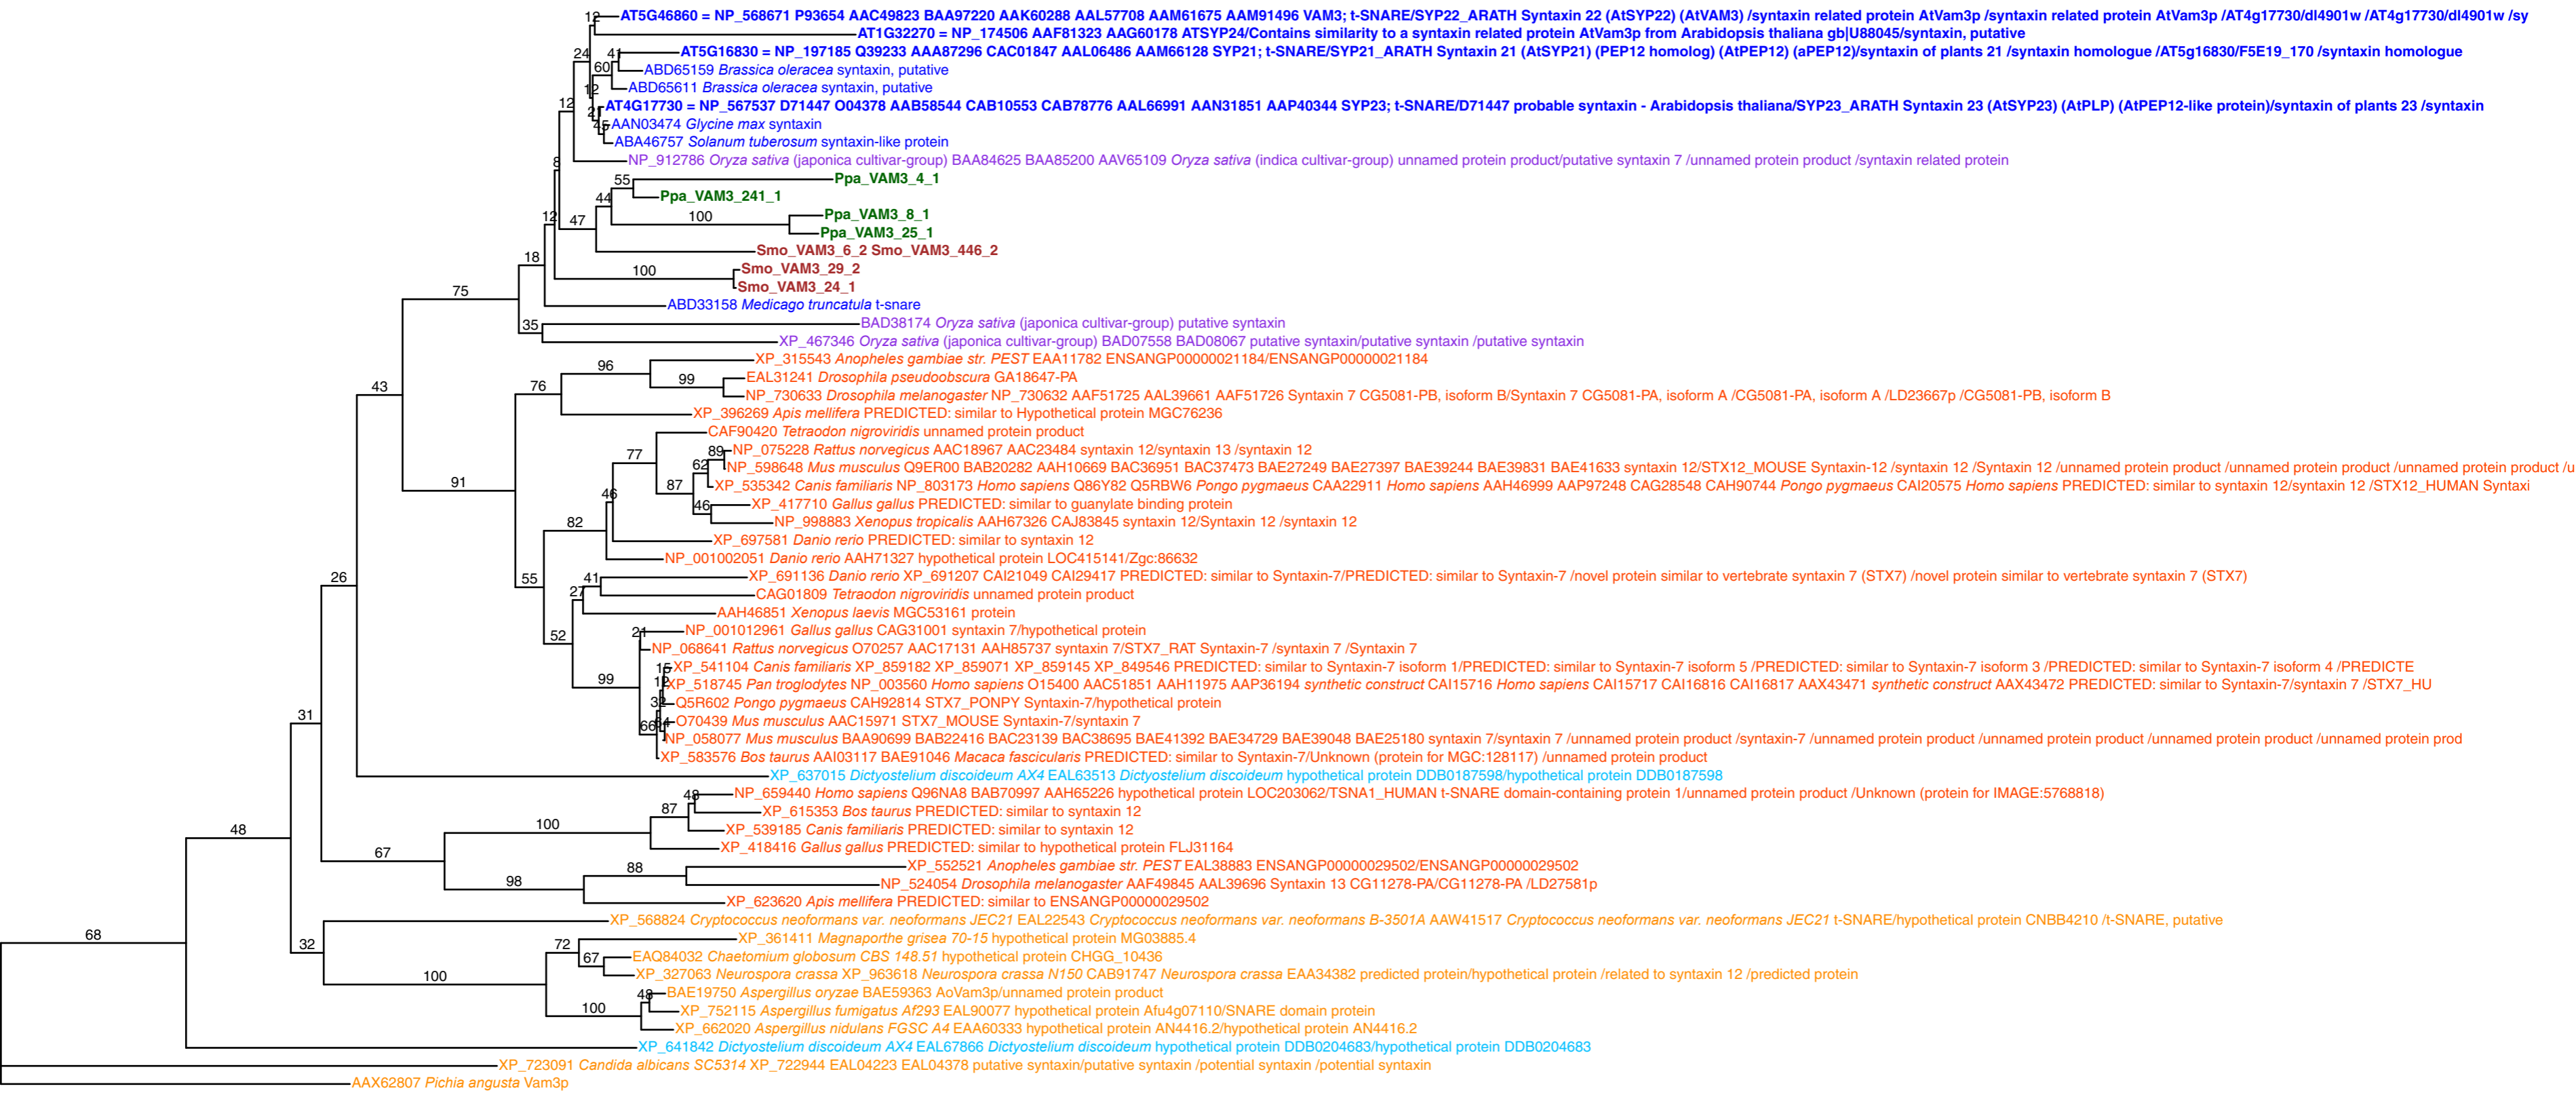 12
AT5G46860 = NP_568671 P93654 AAC49823 BAA97220 AAK60288 AAL57708 AAM61675 AAM91496 VAM3; t-SNARE/SYP22_ARATH Syntaxin 22 (AtSYP22) (AtVAM3) /syntaxin related protein AtVam3p /syntaxin related protein AtVam3p /AT4g17730/dl4901w /AT4g17730/dl4901w /sy
AT1G32270 = NP_174506 AAF81323 AAG60178 ATSYP24/Contains similarity to a syntaxin related protein AtVam3p from Arabidopsis thaliana gb|U88045/syntaxin, putative
24
41
AT5G16830 = NP_197185 Q39233 AAA87296 CAC01847 AAL06486 AAM66128 SYP21; t-SNARE/SYP21_ARATH Syntaxin 21 (AtSYP21) (PEP12 homolog) (AtPEP12) (aPEP12)/syntaxin of plants 21 /syntaxin homologue /AT5g16830/F5E19_170 /syntaxin homologue
60
ABD65159 Brassica oleracea syntaxin, putative
12
ABD65611 Brassica oleracea syntaxin, putative
12
AT4G17730 = NP_567537 D71447 O04378 AAB58544 CAB10553 CAB78776 AAL66991 AAN31851 AAP40344 SYP23; t-SNARE/D71447 probable syntaxin - Arabidopsis thaliana/SYP23_ARATH Syntaxin 23 (AtSYP23) (AtPLP) (AtPEP12-like protein)/syntaxin of plants 23 /syntaxin
21
45
AAN03474 Glycine max syntaxin
ABA46757 Solanum tuberosum syntaxin-like protein
8
NP_912786 Oryza sativa (japonica cultivar-group) BAA84625 BAA85200 AAV65109 Oryza sativa (indica cultivar-group) unnamed protein product/putative syntaxin 7 /unnamed protein product /syntaxin related protein
55
Ppa_VAM3_4_1
44
Ppa_VAM3_241_1
12
47
100
Ppa_VAM3_8_1
Ppa_VAM3_25_1
Smo_VAM3_6_2 Smo_VAM3_446_2
18
100
Smo_VAM3_29_2
Smo_VAM3_24_1
75
ABD33158 Medicago truncatula t-snare
35
BAD38174 Oryza sativa (japonica cultivar-group) putative syntaxin
XP_467346 Oryza sativa (japonica cultivar-group) BAD07558 BAD08067 putative syntaxin/putative syntaxin /putative syntaxin
96
XP_315543 Anopheles gambiae str. PEST EAA11782 ENSANGP00000021184/ENSANGP00000021184
99
EAL31241 Drosophila pseudoobscura GA18647-PA
43
76
NP_730633 Drosophila melanogaster NP_730632 AAF51725 AAL39661 AAF51726 Syntaxin 7 CG5081-PB, isoform B/Syntaxin 7 CG5081-PA, isoform A /CG5081-PA, isoform A /LD23667p /CG5081-PB, isoform B
XP_396269 Apis mellifera PREDICTED: similar to Hypothetical protein MGC76236
CAF90420 Tetraodon nigroviridis unnamed protein product
77
89
NP_075228 Rattus norvegicus AAC18967 AAC23484 syntaxin 12/syntaxin 13 /syntaxin 12
62
NP_598648 Mus musculus Q9ER00 BAB20282 AAH10669 BAC36951 BAC37473 BAE27249 BAE27397 BAE39244 BAE39831 BAE41633 syntaxin 12/STX12_MOUSE Syntaxin-12 /syntaxin 12 /Syntaxin 12 /unnamed protein product /unnamed protein product /unnamed protein product /u
91
87
XP_535342 Canis familiaris NP_803173 Homo sapiens Q86Y82 Q5RBW6 Pongo pygmaeus CAA22911 Homo sapiens AAH46999 AAP97248 CAG28548 CAH90744 Pongo pygmaeus CAI20575 Homo sapiens PREDICTED: similar to syntaxin 12/syntaxin 12 /STX12_HUMAN Syntaxi
46
46
XP_417710 Gallus gallus PREDICTED: similar to guanylate binding protein
82
NP_998883 Xenopus tropicalis AAH67326 CAJ83845 syntaxin 12/Syntaxin 12 /syntaxin 12
XP_697581 Danio rerio PREDICTED: similar to syntaxin 12
NP_001002051 Danio rerio AAH71327 hypothetical protein LOC415141/Zgc:86632
26
55
41
XP_691136 Danio rerio XP_691207 CAI21049 CAI29417 PREDICTED: similar to Syntaxin-7/PREDICTED: similar to Syntaxin-7 /novel protein similar to vertebrate syntaxin 7 (STX7) /novel protein similar to vertebrate syntaxin 7 (STX7)
27
CAG01809 Tetraodon nigroviridis unnamed protein product
AAH46851 Xenopus laevis MGC53161 protein
52
21
NP_001012961 Gallus gallus CAG31001 syntaxin 7/hypothetical protein
NP_068641 Rattus norvegicus O70257 AAC17131 AAH85737 syntaxin 7/STX7_RAT Syntaxin-7 /syntaxin 7 /Syntaxin 7
15
XP_541104 Canis familiaris XP_859182 XP_859071 XP_859145 XP_849546 PREDICTED: similar to Syntaxin-7 isoform 1/PREDICTED: similar to Syntaxin-7 isoform 5 /PREDICTED: similar to Syntaxin-7 isoform 3 /PREDICTED: similar to Syntaxin-7 isoform 4 /PREDICTE
99
XP_518745 Pan troglodytes NP_003560 Homo sapiens O15400 AAC51851 AAH11975 AAP36194 synthetic construct CAI15716 Homo sapiens CAI15717 CAI16816 CAI16817 AAX43471 synthetic construct AAX43472 PREDICTED: similar to Syntaxin-7/syntaxin 7 /STX7_HU
Q5R602 Pongo pygmaeus CAH92814 STX7_PONPY Syntaxin-7/hypothetical protein
31
66
O70439 Mus musculus AAC15971 STX7_MOUSE Syntaxin-7/syntaxin 7
NP_058077 Mus musculus BAA90699 BAB22416 BAC23139 BAC38695 BAE41392 BAE34729 BAE39048 BAE25180 syntaxin 7/syntaxin 7 /unnamed protein product /syntaxin-7 /unnamed protein product /unnamed protein product /unnamed protein product /unnamed protein prod
XP_583576 Bos taurus AAI03117 BAE91046 Macaca fascicularis PREDICTED: similar to Syntaxin-7/Unknown (protein for MGC:128117) /unnamed protein product
XP_637015 Dictyostelium discoideum AX4 EAL63513 Dictyostelium discoideum hypothetical protein DDB0187598/hypothetical protein DDB0187598
48
NP_659440 Homo sapiens Q96NA8 BAB70997 AAH65226 hypothetical protein LOC203062/TSNA1_HUMAN t-SNARE domain-containing protein 1/unnamed protein product /Unknown (protein for IMAGE:5768818)
87
XP_615353 Bos taurus PREDICTED: similar to syntaxin 12
48
100
XP_539185 Canis familiaris PREDICTED: similar to syntaxin 12
67
XP_418416 Gallus gallus PREDICTED: similar to hypothetical protein FLJ31164
88
XP_552521 Anopheles gambiae str. PEST EAL38883 ENSANGP00000029502/ENSANGP00000029502
98
NP_524054 Drosophila melanogaster AAF49845 AAL39696 Syntaxin 13 CG11278-PA/CG11278-PA /LD27581p
XP_623620 Apis mellifera PREDICTED: similar to ENSANGP00000029502
XP_568824 Cryptococcus neoformans var. neoformans JEC21 EAL22543 Cryptococcus neoformans var. neoformans B-3501A AAW41517 Cryptococcus neoformans var. neoformans JEC21 t-SNARE/hypothetical protein CNBB4210 /t-SNARE, putative
68
32
72
XP_361411 Magnaporthe grisea 70-15 hypothetical protein MG03885.4
67
EAQ84032 Chaetomium globosum CBS 148.51 hypothetical protein CHGG_10436
100
XP_327063 Neurospora crassa XP_963618 Neurospora crassa N150 CAB91747 Neurospora crassa EAA34382 predicted protein/hypothetical protein /related to syntaxin 12 /predicted protein
48
BAE19750 Aspergillus oryzae BAE59363 AoVam3p/unnamed protein product
100
XP_752115 Aspergillus fumigatus Af293 EAL90077 hypothetical protein Afu4g07110/SNARE domain protein
XP_662020 Aspergillus nidulans FGSC A4 EAA60333 hypothetical protein AN4416.2/hypothetical protein AN4416.2
XP_641842 Dictyostelium discoideum AX4 EAL67866 Dictyostelium discoideum hypothetical protein DDB0204683/hypothetical protein DDB0204683
XP_723091 Candida albicans SC5314 XP_722944 EAL04223 EAL04378 putative syntaxin/putative syntaxin /potential syntaxin /potential syntaxin
AAX62807 Pichia angusta Vam3p